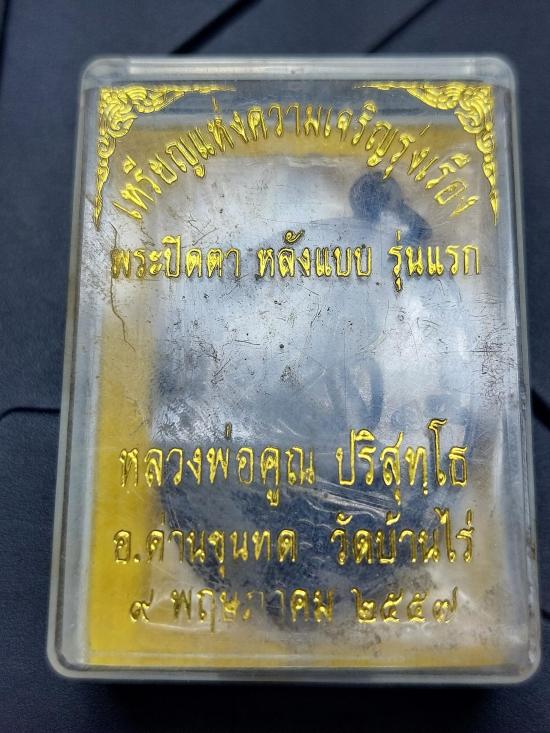 เหรียญแห่งความเจริญรุ่งเรือง
พระปิดตา หลังแบบ รุ่นแรก
หลวงพ่อคูณ ปริสุทฺโธ
อ.ด่านขุนทด วัดบ้านไร่
๙ พฤษภาคม ๒๕๕๗